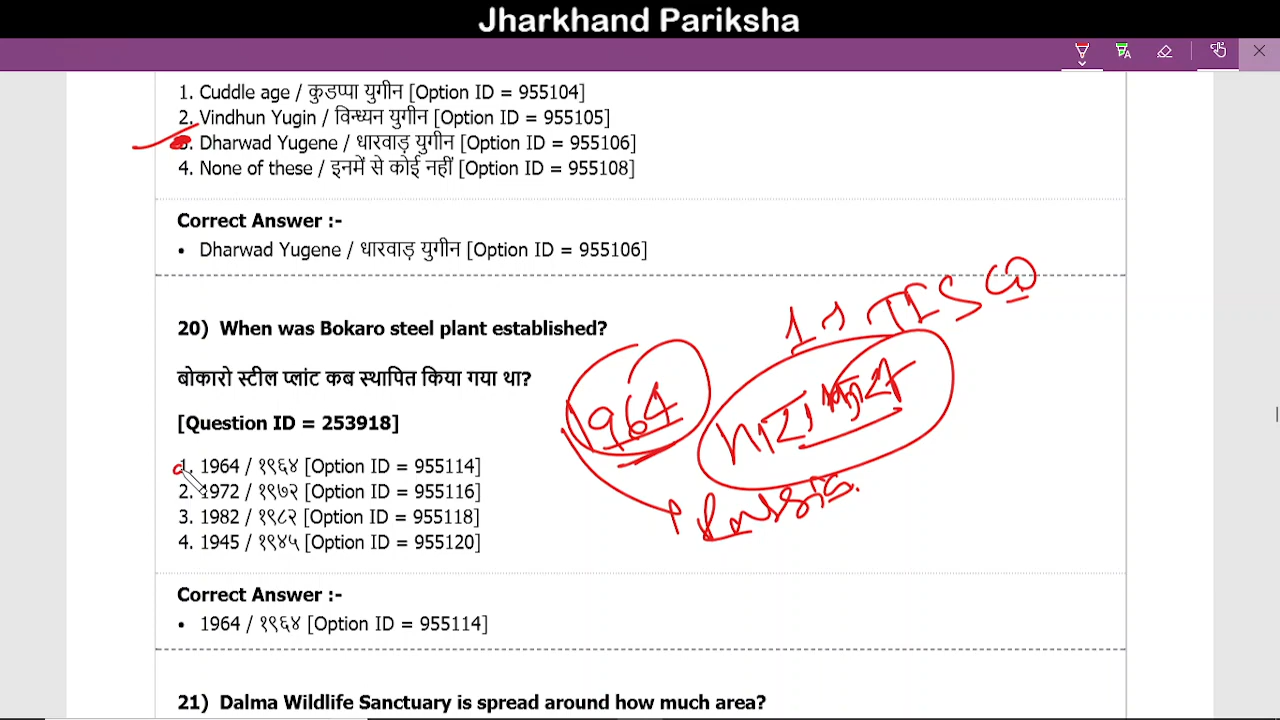 Jharkhand Pariksha
1. Cuddle age / कुडप्पा युगीन [Option ID = 955104]
2. Vindhun Yugin / विन्ध्यन युगीन [Option ID = 955105]
3. Dharwad Yugene / धारवाड़ युगीन [Option ID = 955106]
4. None of these / इनमें से कोई नहीं [Option ID = 955108]
Correct Answer :-
• Dharwad Yugene / धारवाड़ युगीन [Option ID = 955106]
20) When was Bokaro steel plant established?
बोकारो स्टील प्लांट कब स्थापित किया गया था?
[Question ID = 253918]
1. 1964 / १९६४ [Option ID = 955114]
2. 1972 / १९७२ [Option ID = 955116]
3. 1982 / १९८२ [Option ID = 955118]
4. 1945 / १९४५ [Option ID = 955120]
TISCO
1964
Correct Answer :-
• 1964 / १९६४ [Option ID = 955114]
21) Dalma Wildlife Sanctuary is spread around how much area?